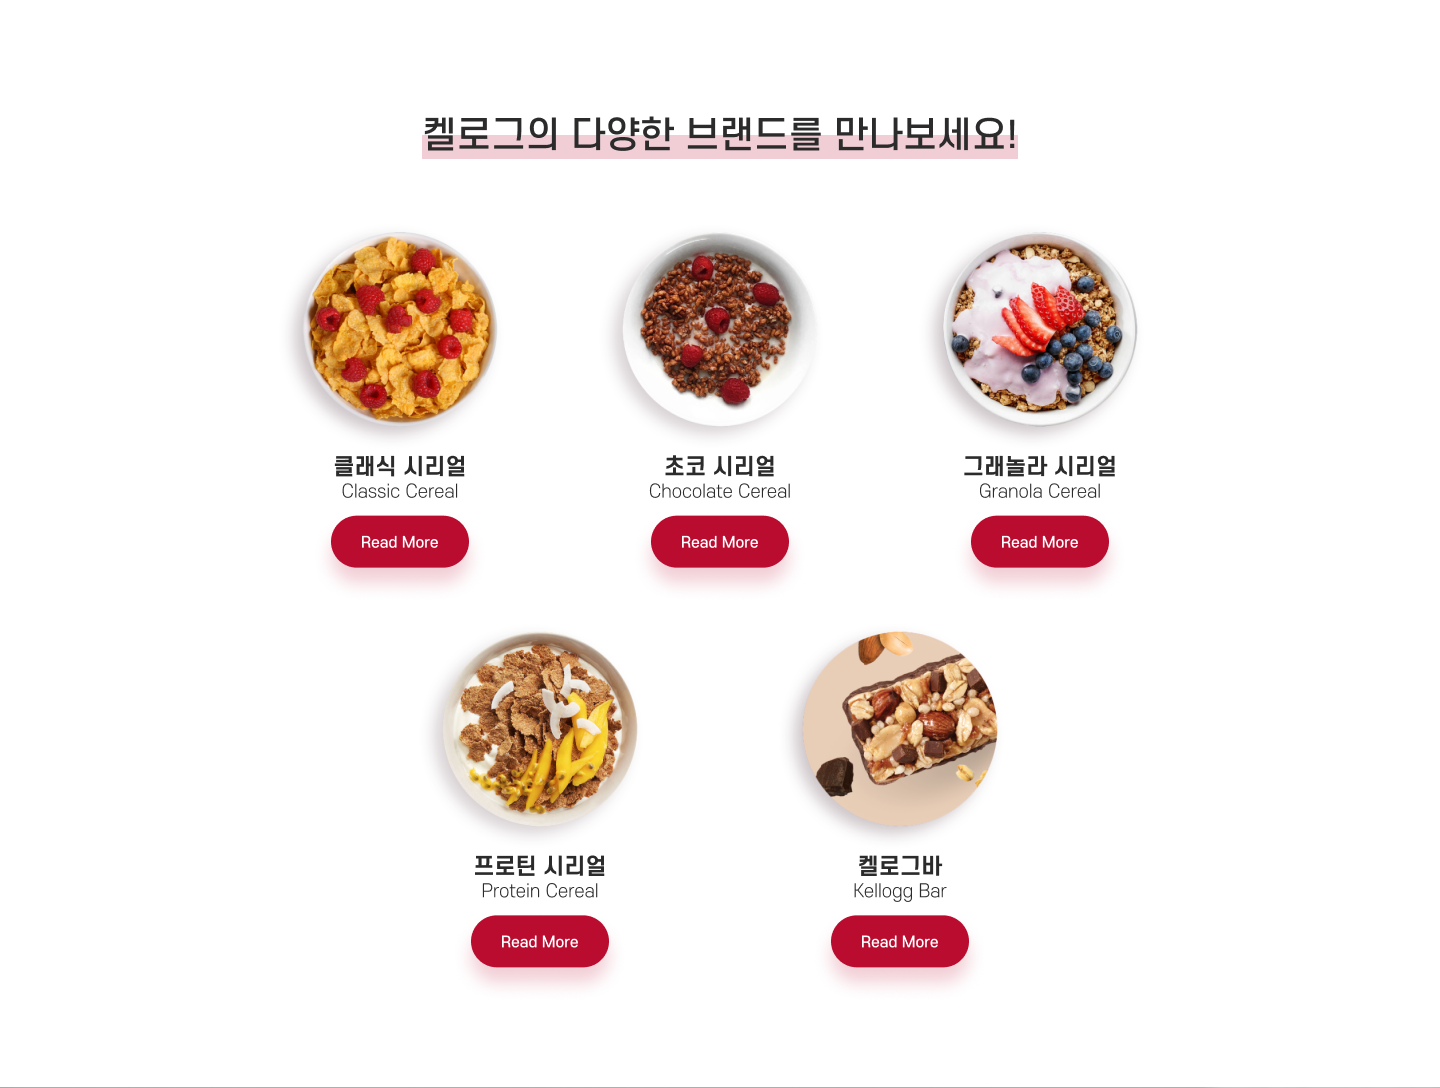 켈로그의 다양한 브랜드를 만나보세요!
클래식 시리얼
Classic Cereal
Read More
초코 시리얼
Chocolate Cereal
Read More
그래놀라 시리얼
Granola Cereal
Read More
프로틴 시리얼
Protein Cereal
Read More
켈로그바
Kellogg Bar
Read More